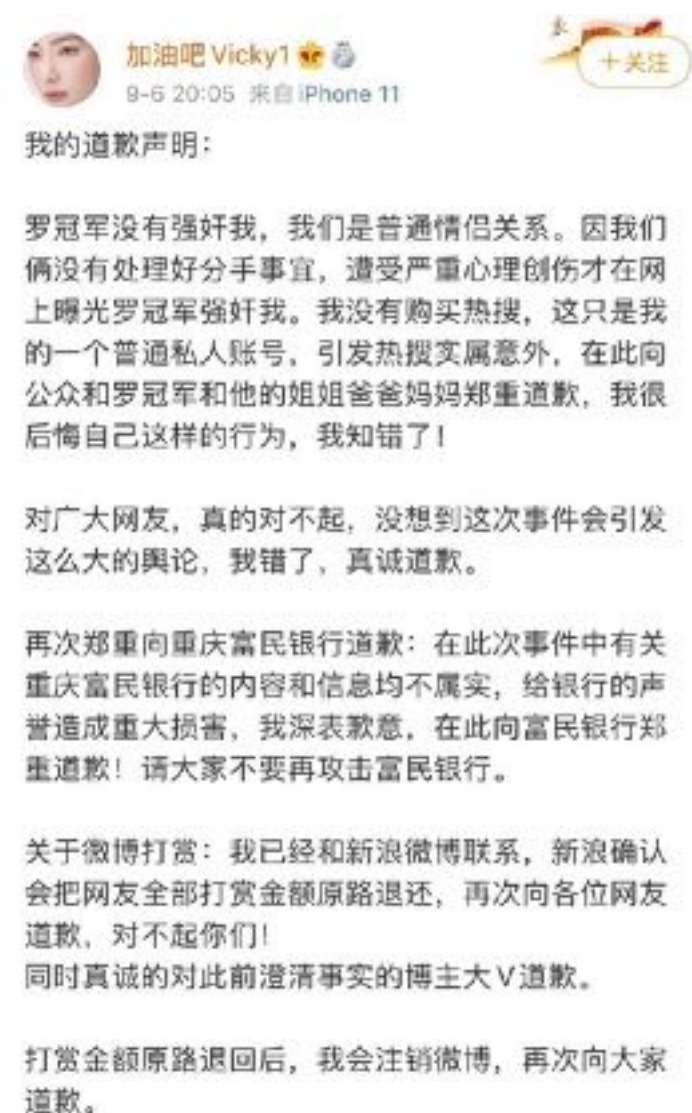 加油吧Vicky1
+关注
9-6 20:05 来自iPhone 11
我的道歉声明：
罗冠军没有强奸我，我们是普通情侣关系。因我们
俩没有处理好分手事宜，遭受严重心理创伤才在网
上曝光罗冠军强奸我。我没有购买热搜，这只是我
的一个普通私人账号，引发热搜实属意外，在此向
公众和罗冠军和他的姐姐爸爸妈妈郑重道歉，我很
后悔自己这样的行为，我知错了！
对广大网友，真的对不起，没想到这次事件会引发
这么大的舆论，我错了，真诚道歉。
再次郑重向重庆富民银行道歉：在此次事件中有关
重庆富民银行的内容和信息均不属实，给银行的声
誉造成重大损害，我深表歉意，在此向富民银行郑
重道歉！请大家不要再攻击富民银行。
关于微博打赏：我已经和新浪微博联系，新浪确认
会把网友全部打赏金额原路退还，再次向各位网友
道歉，对不起你们！
同时真诚的对此前澄清事实的博主大V道歉。
打赏金额原路退回后，我会注销微博，再次向大家
道歉。